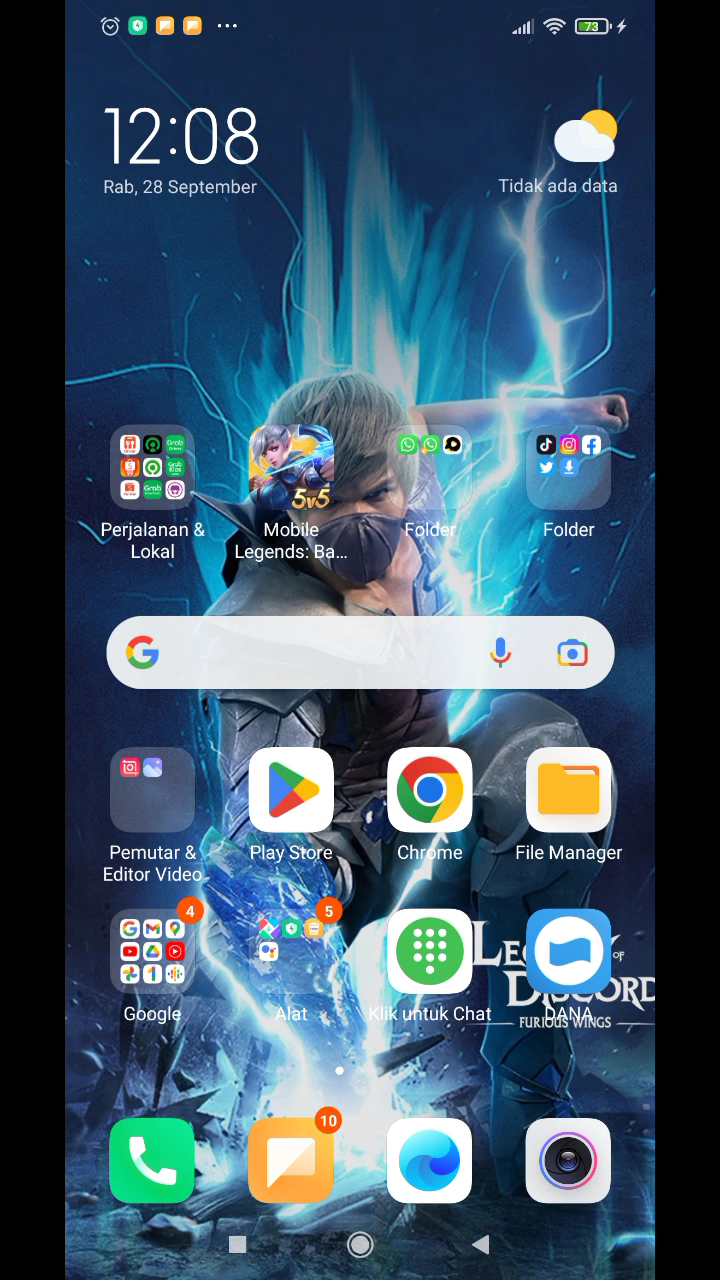 73
12:08
Rab, 28 September
Tidak ada data
Perjalanan &
Lokal
5v5
Mobile
Legends: Ba...
Folder
Folder
Pemutar &
Editor Video
Play Store
Chrome
File Manager
4
5
Google
Alat
Klik untuk Chat
DANA
LEGENDS OF
DISCORD
FURIOUS WINGS
10